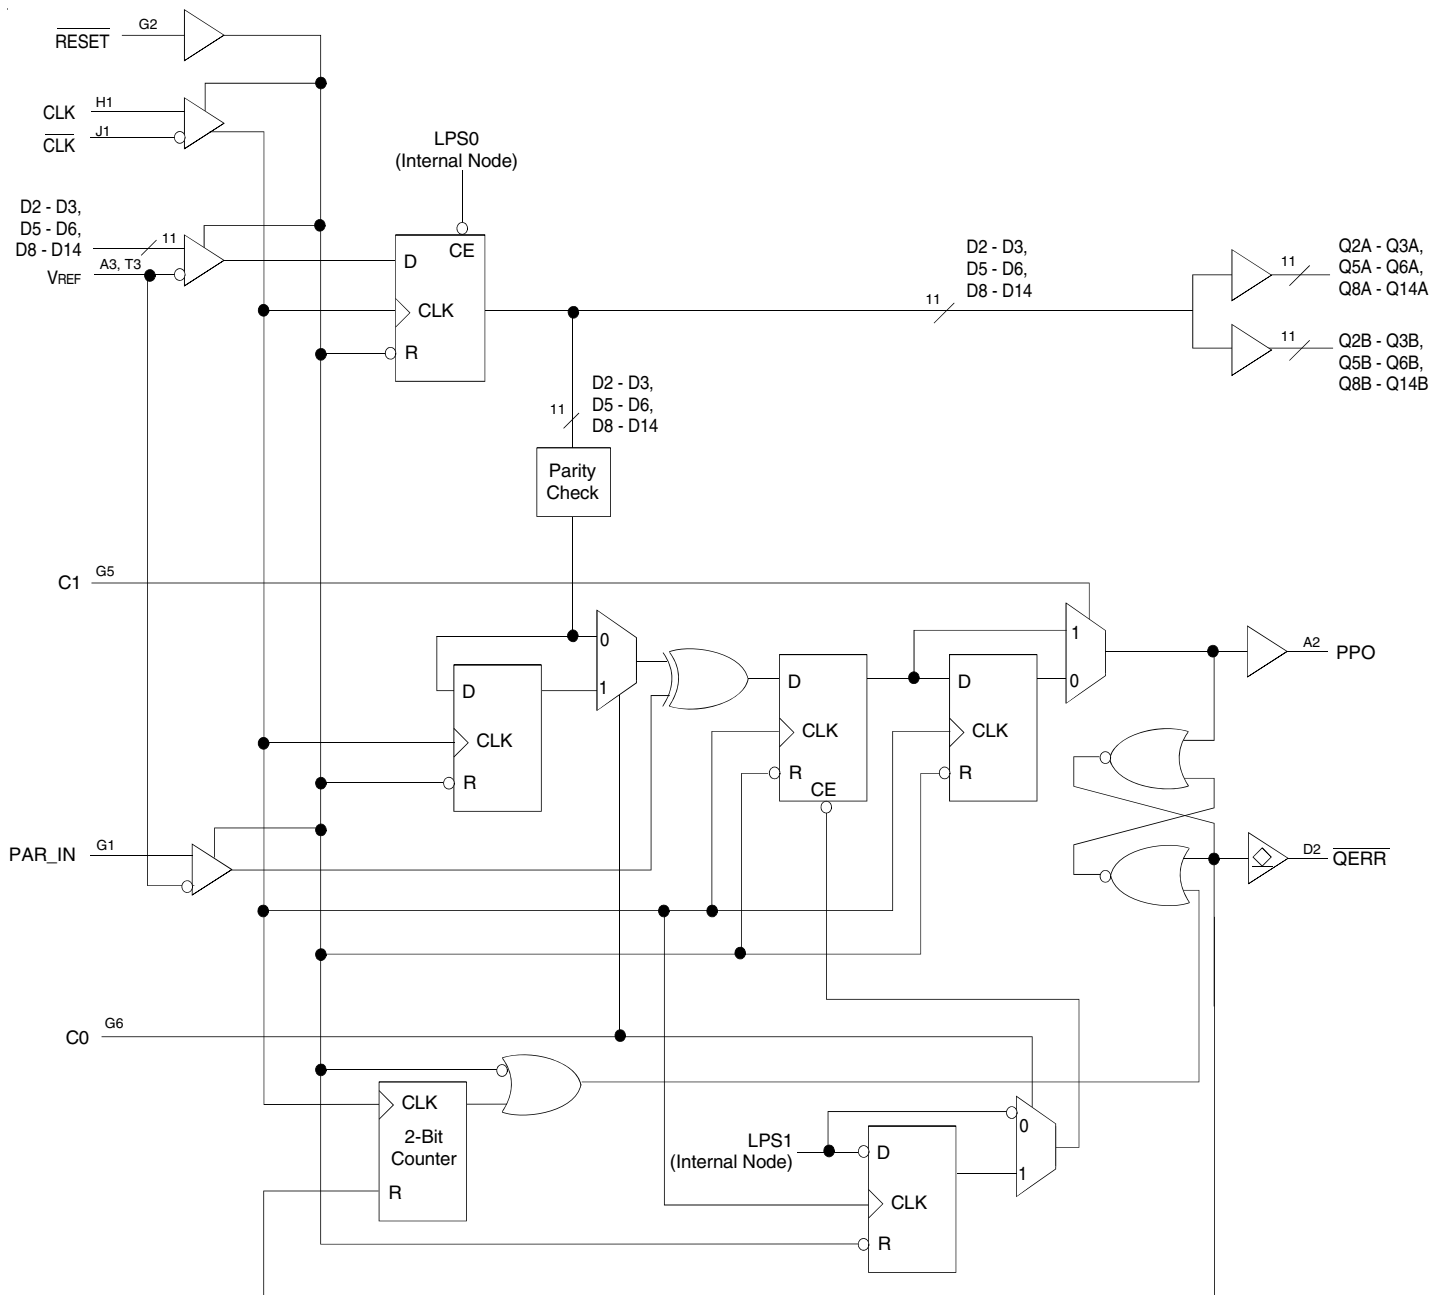 RESET
G2
CLK
H1
CLK
J1
LPS0
(Internal Node)
D2 - D3,
D5 - D6,
D8 - D14
11
VREF
A3, T3
D
CE
CLK
R
D2 - D3,
D5 - D6,
D8 - D14
11
11
Q2A - Q3A,
Q5A - Q6A,
Q8A - Q14A
11
Q2B - Q3B,
Q5B - Q6B,
Q8B - Q14B
11
D2 - D3,
D5 - D6,
D8 - D14
Parity
Check
C1
G5
0
1
D
CLK
R
D
CLK
R
CE
D
CLK
R
1
0
A2
PPO
PAR_IN
G1
D2
QERR
C0
G6
CLK
2-Bit
Counter
R
LPS1
(Internal Node)
D
CLK
R
0
1